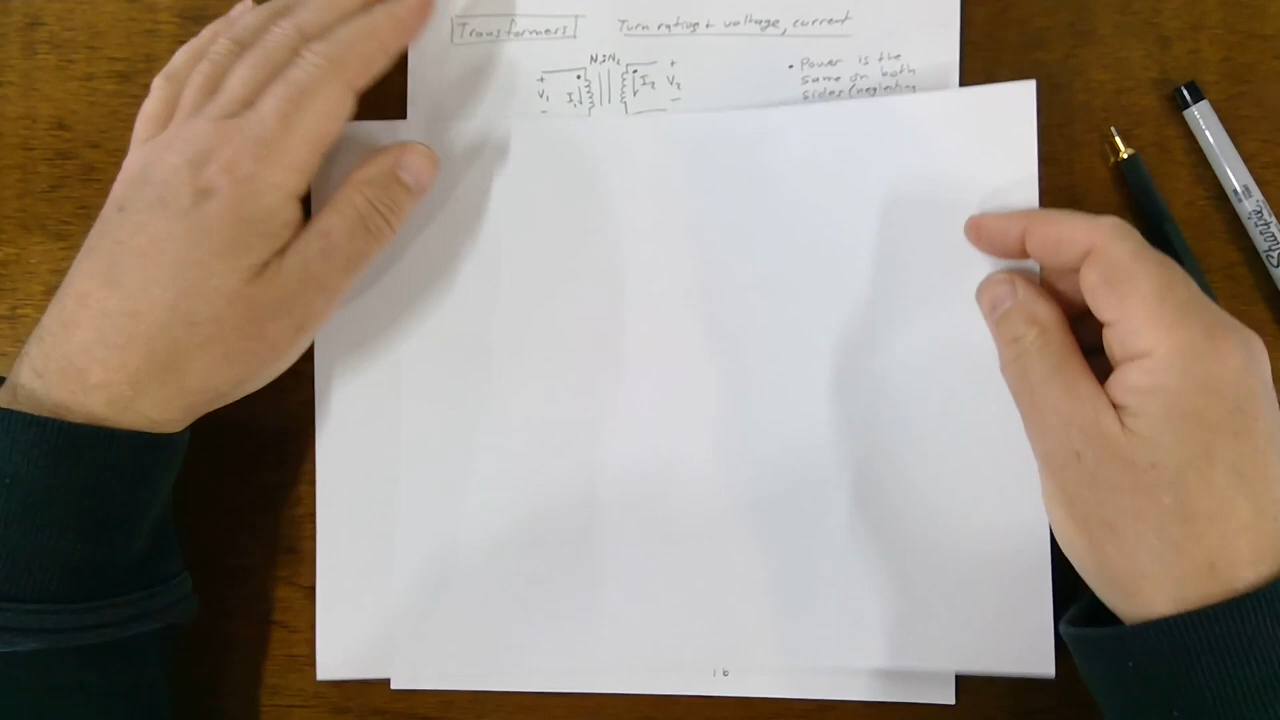 Transformers
Turn ratios + voltage, current
N₁:N₂
+
V₁
-
I₁
I₂
+
V₂
-
• Power is the
same on both
sides (neglecting
16
Sharpie